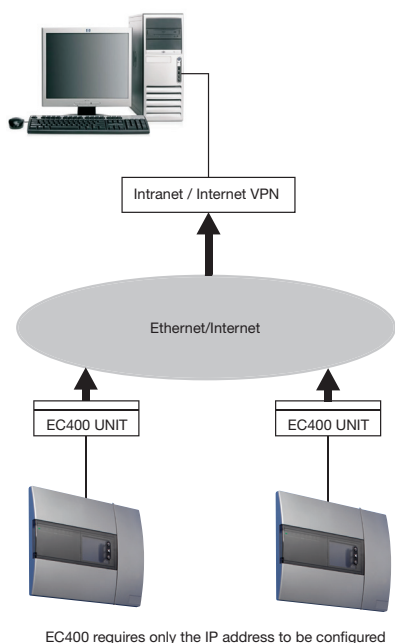 Intranet / Internet VPN
Ethernet/Internet
EC400 UNIT
EC400 UNIT
EC400 requires only the IP address to be configured